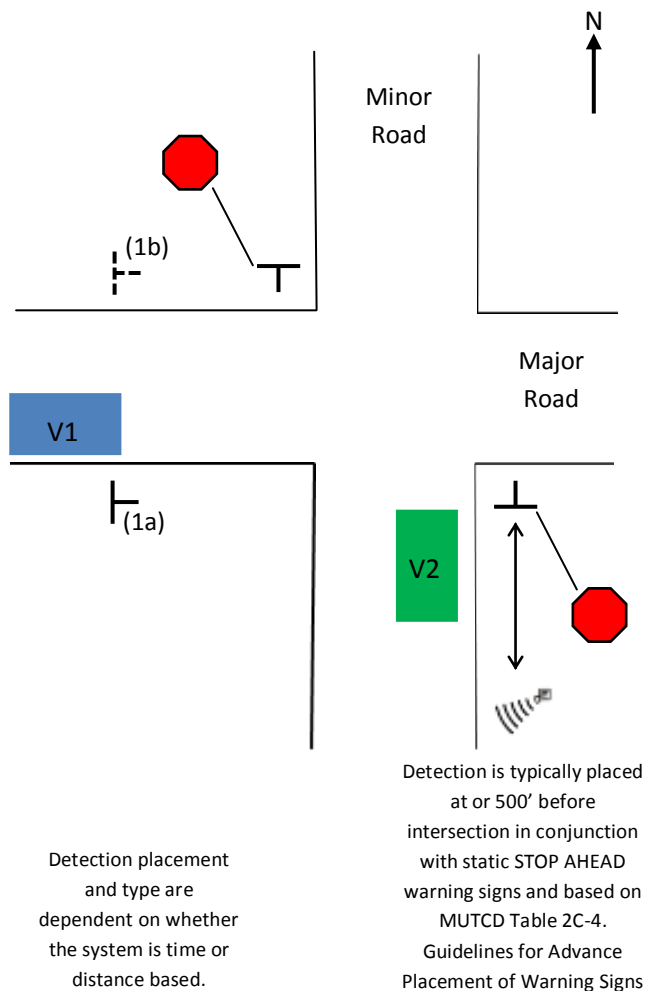 N
Minor
Road
(1b)
Major
Road
V1
(1a)
V2
Detection placement
and type are
dependent on whether
the system is time or
distance based.
Detection is typically placed
at or 500’ before
intersection in conjunction
with static STOP AHEAD
warning signs and based on
MUTCD Table 2C-4.
Guidelines for Advance
Placement of Warning Signs